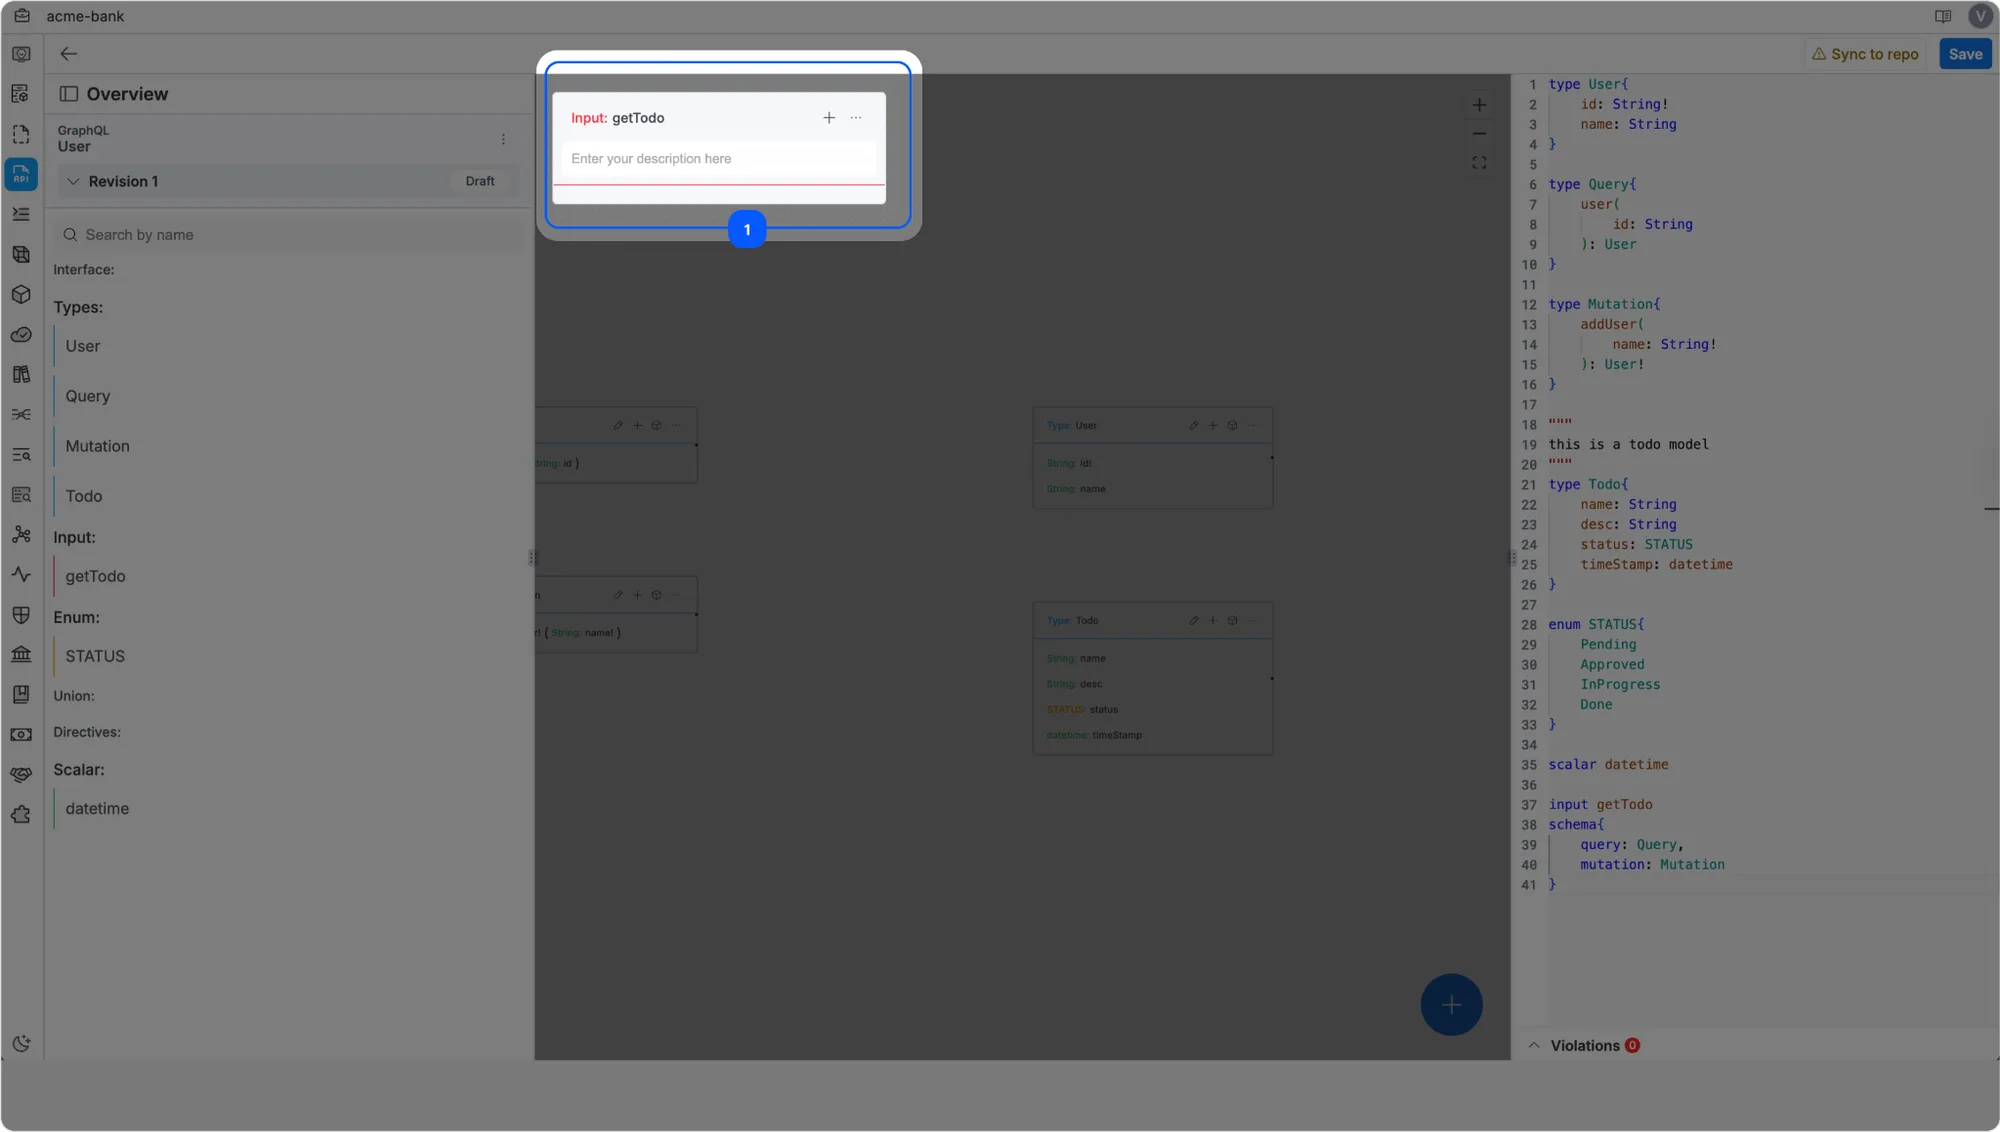 acme-bank
V
Sync to repo
Save
Overview
GraphQL
User
Revision 1
Draft
Search by name
Interface:
Types:
User
Query
Mutation
Todo
Input:
getTodo
Enum:
STATUS
Union:
Directives:
Scalar:
datetime
Input: getTodo
Enter your description here
1
String: id )
n
r! ( String: name! )
Type: User
String: id!
String: name
Type: Todo
String: name
String: desc
STATUS: status
datetime: timeStamp
1 type User{
2 id: String!
3 name: String
4 }
5
6 type Query{
7 user(
8 id: String
9 ): User
10 }
11
12 type Mutation{
13 addUser(
14 name: String!
15 ): User!
16 }
17
18 """
19 this is a todo model
20 """
21 type Todo{
22 name: String
23 desc: String
24 status: STATUS
25 timeStamp: datetime
26 }
27
28 enum STATUS{
29 Pending
30 Approved
31 InProgress
32 Done
33 }
34
35 scalar datetime
36
37 input getTodo
38 schema{
39 query: Query,
40 mutation: Mutation
41 }
Violations 0